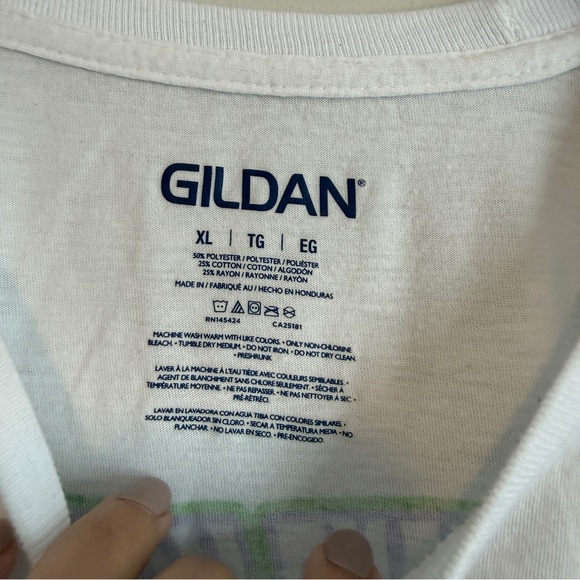 GILDAN®
XL | TG | EG
50% POLYESTER / POLYESTER / POLIÉSTER
25% COTTON / COTON / ALGODÓN
25% RAYON / RAYONNE / RAYÓN
MADE IN / FABRIQUÉ AU / HECHO EN HONDURAS
RN145424 CA25181
MACHINE WASH WARM WITH LIKE COLORS. • ONLY NON-CHLORINE
BLEACH. • TUMBLE DRY MEDIUM. • DO NOT IRON. • DO NOT DRY CLEAN
• PRESHRUNK
LAVER À LA MACHINE À L'EAU TIÈDE AVEC COULEURS SEMBLABLES. •
AGENT DE BLANCHIMENT SANS CHLORE SEULEMENT. • SÉCHER À
TEMPÉRATURE MOYENNE. • NE PAS REPASSER. • NE PAS NETTOYER À SEC. •
PRÉ-RÉTRÉCI
LAVAR EN LAVADORA CON AGUA TIBIA CON COLORES SIMILARES. •
SOLO BLANQUEADOR SIN CLORO. • SECAR A TEMPERATURA MEDIA. • NO
PLANCHAR. • NO LAVAR EN SECO. • PRE-ENCOGIDO